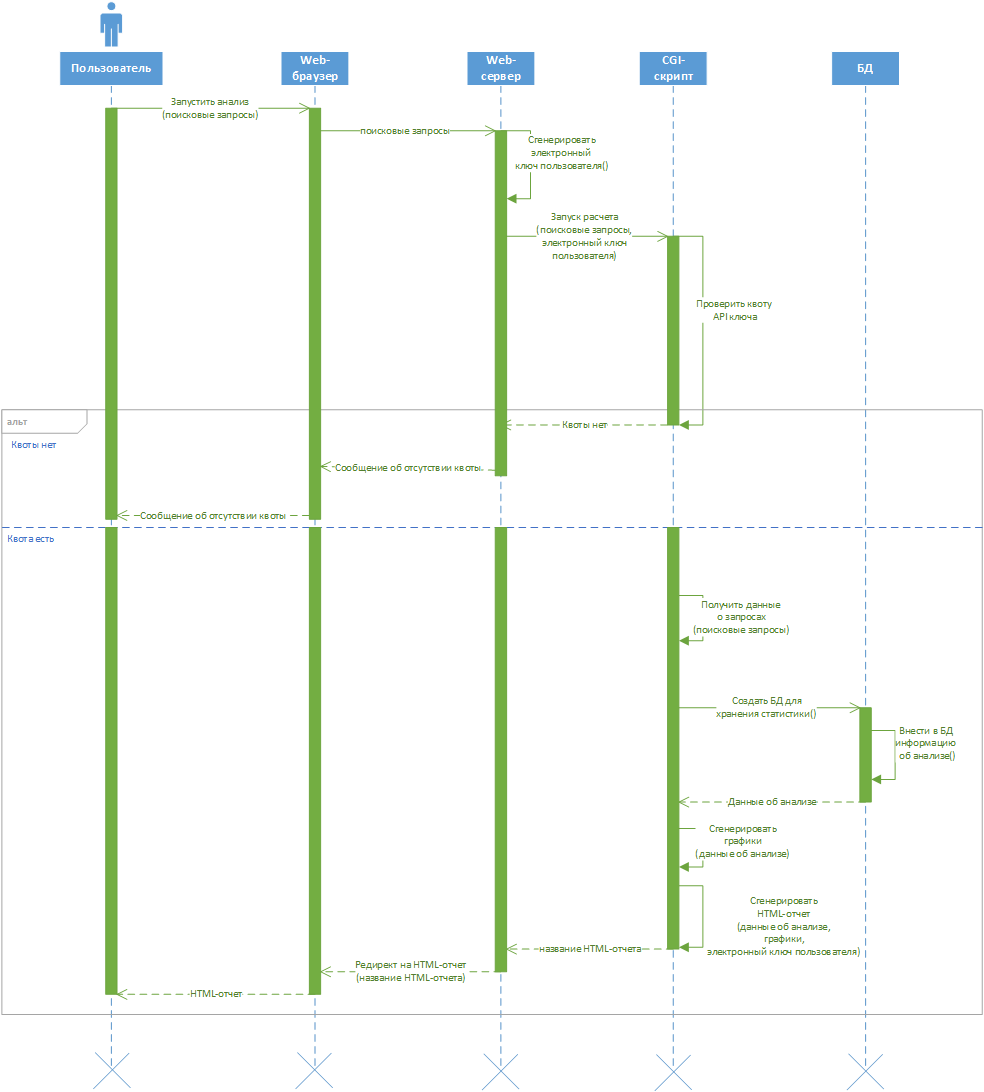 Пользователь
Web-
браузер
Web-
сервер
CGI-
скрипт
БД
Запустить анализ
(поисковые запросы)
поисковые запросы
Сгенерировать
электронный
ключ пользователя()
Запуск расчета
(поисковые запросы,
электронный ключ
пользователя)
Проверить квоту
API ключа
альт
Квоты нет
Квоты нет
Сообщение об отсутствии квоты
Сообщение об отсутствии квоты
Квота есть
Получить данные
о запросах
(поисковые запросы)
Создать БД для
хранения статистики()
Внести в БД
информацию
об анализе()
Данные об анализе
Сгенерировать
графики
(данные об анализе)
Сгенерировать
HTML-отчет
(данные об анализе,
графики,
электронный ключ пользователя)
название HTML-отчета
Редирект на HTML-отчет
(название HTML-отчета)
HTML-отчет